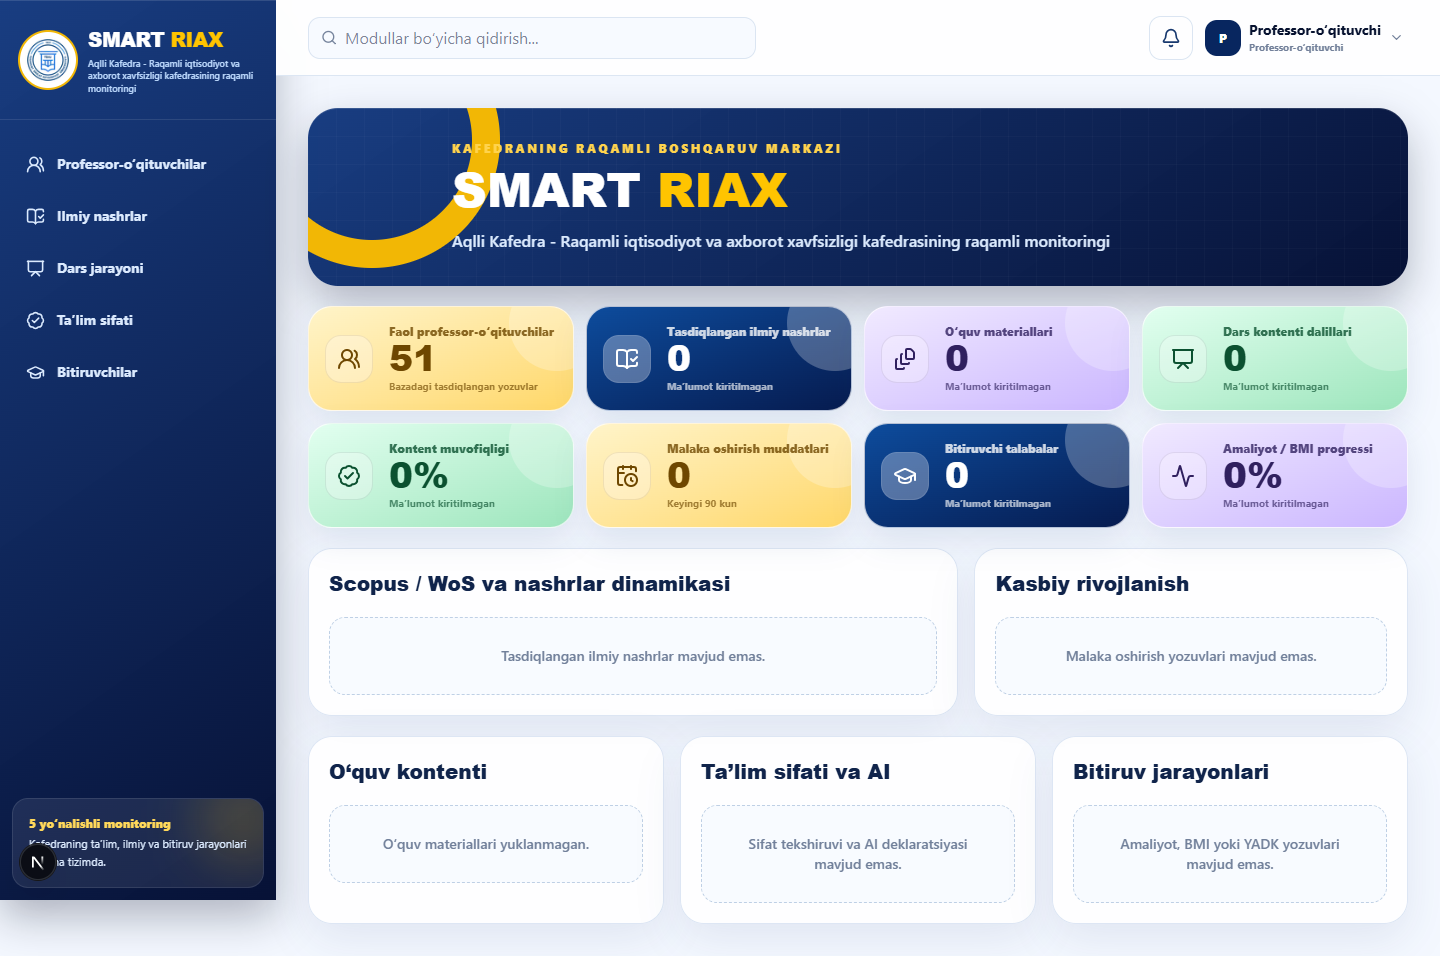 SMART RIAX
Aqlli Kafedra - Raqamli iqtisodiyot va
axborot xavfsizligi kafedrasining raqamli
monitoringi
Professor-o‘qituvchilar
Ilmiy nashrlar
Dars jarayoni
Ta’lim sifati
Bitiruvchilar
5 yo‘nalishli monitoring
Kafedraning ta’lim, ilmiy va bitiruv jarayonlari
tizimda.
N
Modullar bo‘yicha qidirish...
P
Professor-o‘qituvchi
Professor-o‘qituvchi
KAFEDRANING RAQAMLI BOSHQARUV MARKAZI
SMART RIAX
Aqlli Kafedra - Raqamli iqtisodiyot va axborot xavfsizligi kafedrasining raqamli monitoringi
Faol professor-o‘qituvchilar
51
Bazadagi tasdiqlangan yozuvlar
Tasdiqlangan ilmiy nashrlar
0
Ma’lumot kiritilmagan
O‘quv materiallari
0
Ma’lumot kiritilmagan
Dars kontenti dalillari
0
Ma’lumot kiritilmagan
Kontent muvofiqligi
0%
Ma’lumot kiritilmagan
Malaka oshirish muddatlari
0
Keyingi 90 kun
Bitiruvchi talabalar
0
Ma’lumot kiritilmagan
Amaliyot / BMI progressi
0%
Ma’lumot kiritilmagan
Scopus / WoS va nashrlar dinamikasi
Tasdiqlangan ilmiy nashrlar mavjud emas.
Kasbiy rivojlanish
Malaka oshirish yozuvlari mavjud emas.
O‘quv kontenti
O‘quv materiallari yuklanmagan.
Ta’lim sifati va AI
Sifat tekshiruvi va AI deklaratsiyasi
mavjud emas.
Bitiruv jarayonlari
Amaliyot, BMI yoki YADK yozuvlari
mavjud emas.